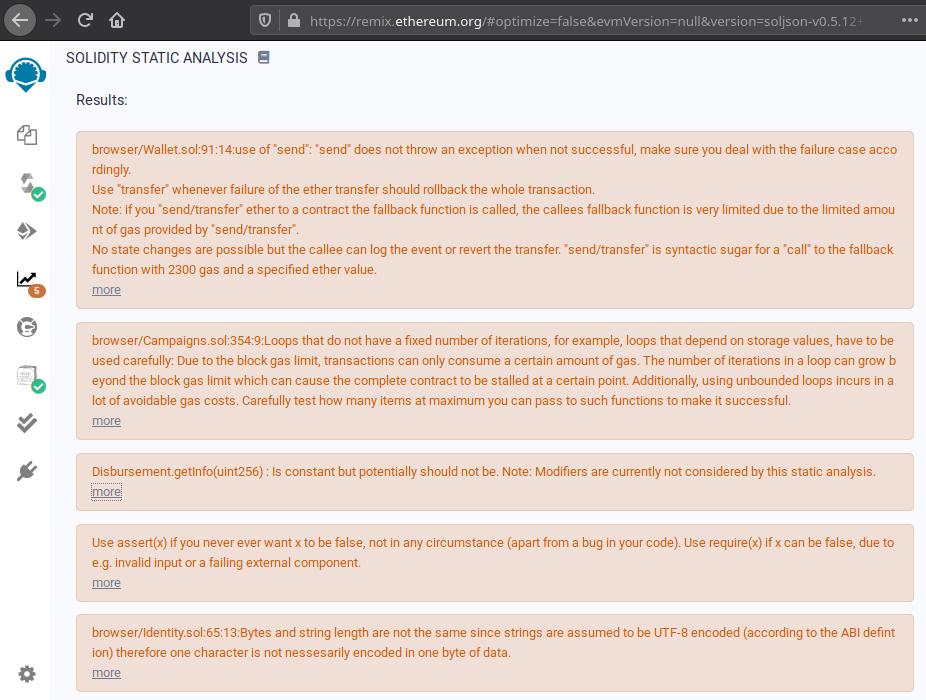 https://remix.ethereum.org/#optimize=false&evmVersion=null&version=soljson-v0.5.12+
SOLIDITY STATIC ANALYSIS
Results:
browser/Wallet.sol:91:14:use of "send": "send" does not throw an exception when not successful, make sure you deal with the failure case acco
rdingly.
Use "transfer" whenever failure of the ether transfer should rollback the whole transaction.
Note: if you "send/transfer" ether to a contract the fallback function is called, the callees fallback function is very limited due to the limited amou
nt of gas provided by "send/transfer".
No state changes are possible but the callee can log the event or revert the transfer. "send/transfer" is syntactic sugar for a "call" to the fallback
function with 2300 gas and a specified ether value.
more
5
browser/Campaigns.sol:354:9:Loops that do not have a fixed number of iterations, for example, loops that depend on storage values, have to be
used carefully: Due to the block gas limit, transactions can only consume a certain amount of gas. The number of iterations in a loop can grow b
eyond the block gas limit which can cause the complete contract to be stalled at a certain point. Additionally, using unbounded loops incurs in a
lot of avoidable gas costs. Carefully test how many items at maximum you can pass to such functions to make it successful.
more
Disbursement.getInfo(uint256) : Is constant but potentially should not be. Note: Modifiers are currently not considered by this static analysis.
more
Use assert(x) if you never ever want x to be false, not in any circumstance (apart from a bug in your code). Use require(x) if x can be false, due to
e.g. invalid input or a failing external component.
more
browser/Identity.sol:65:13:Bytes and string length are not the same since strings are assumed to be UTF-8 encoded (according to the ABI defint
ion) therefore one character is not nessesarily encoded in one byte of data.
more